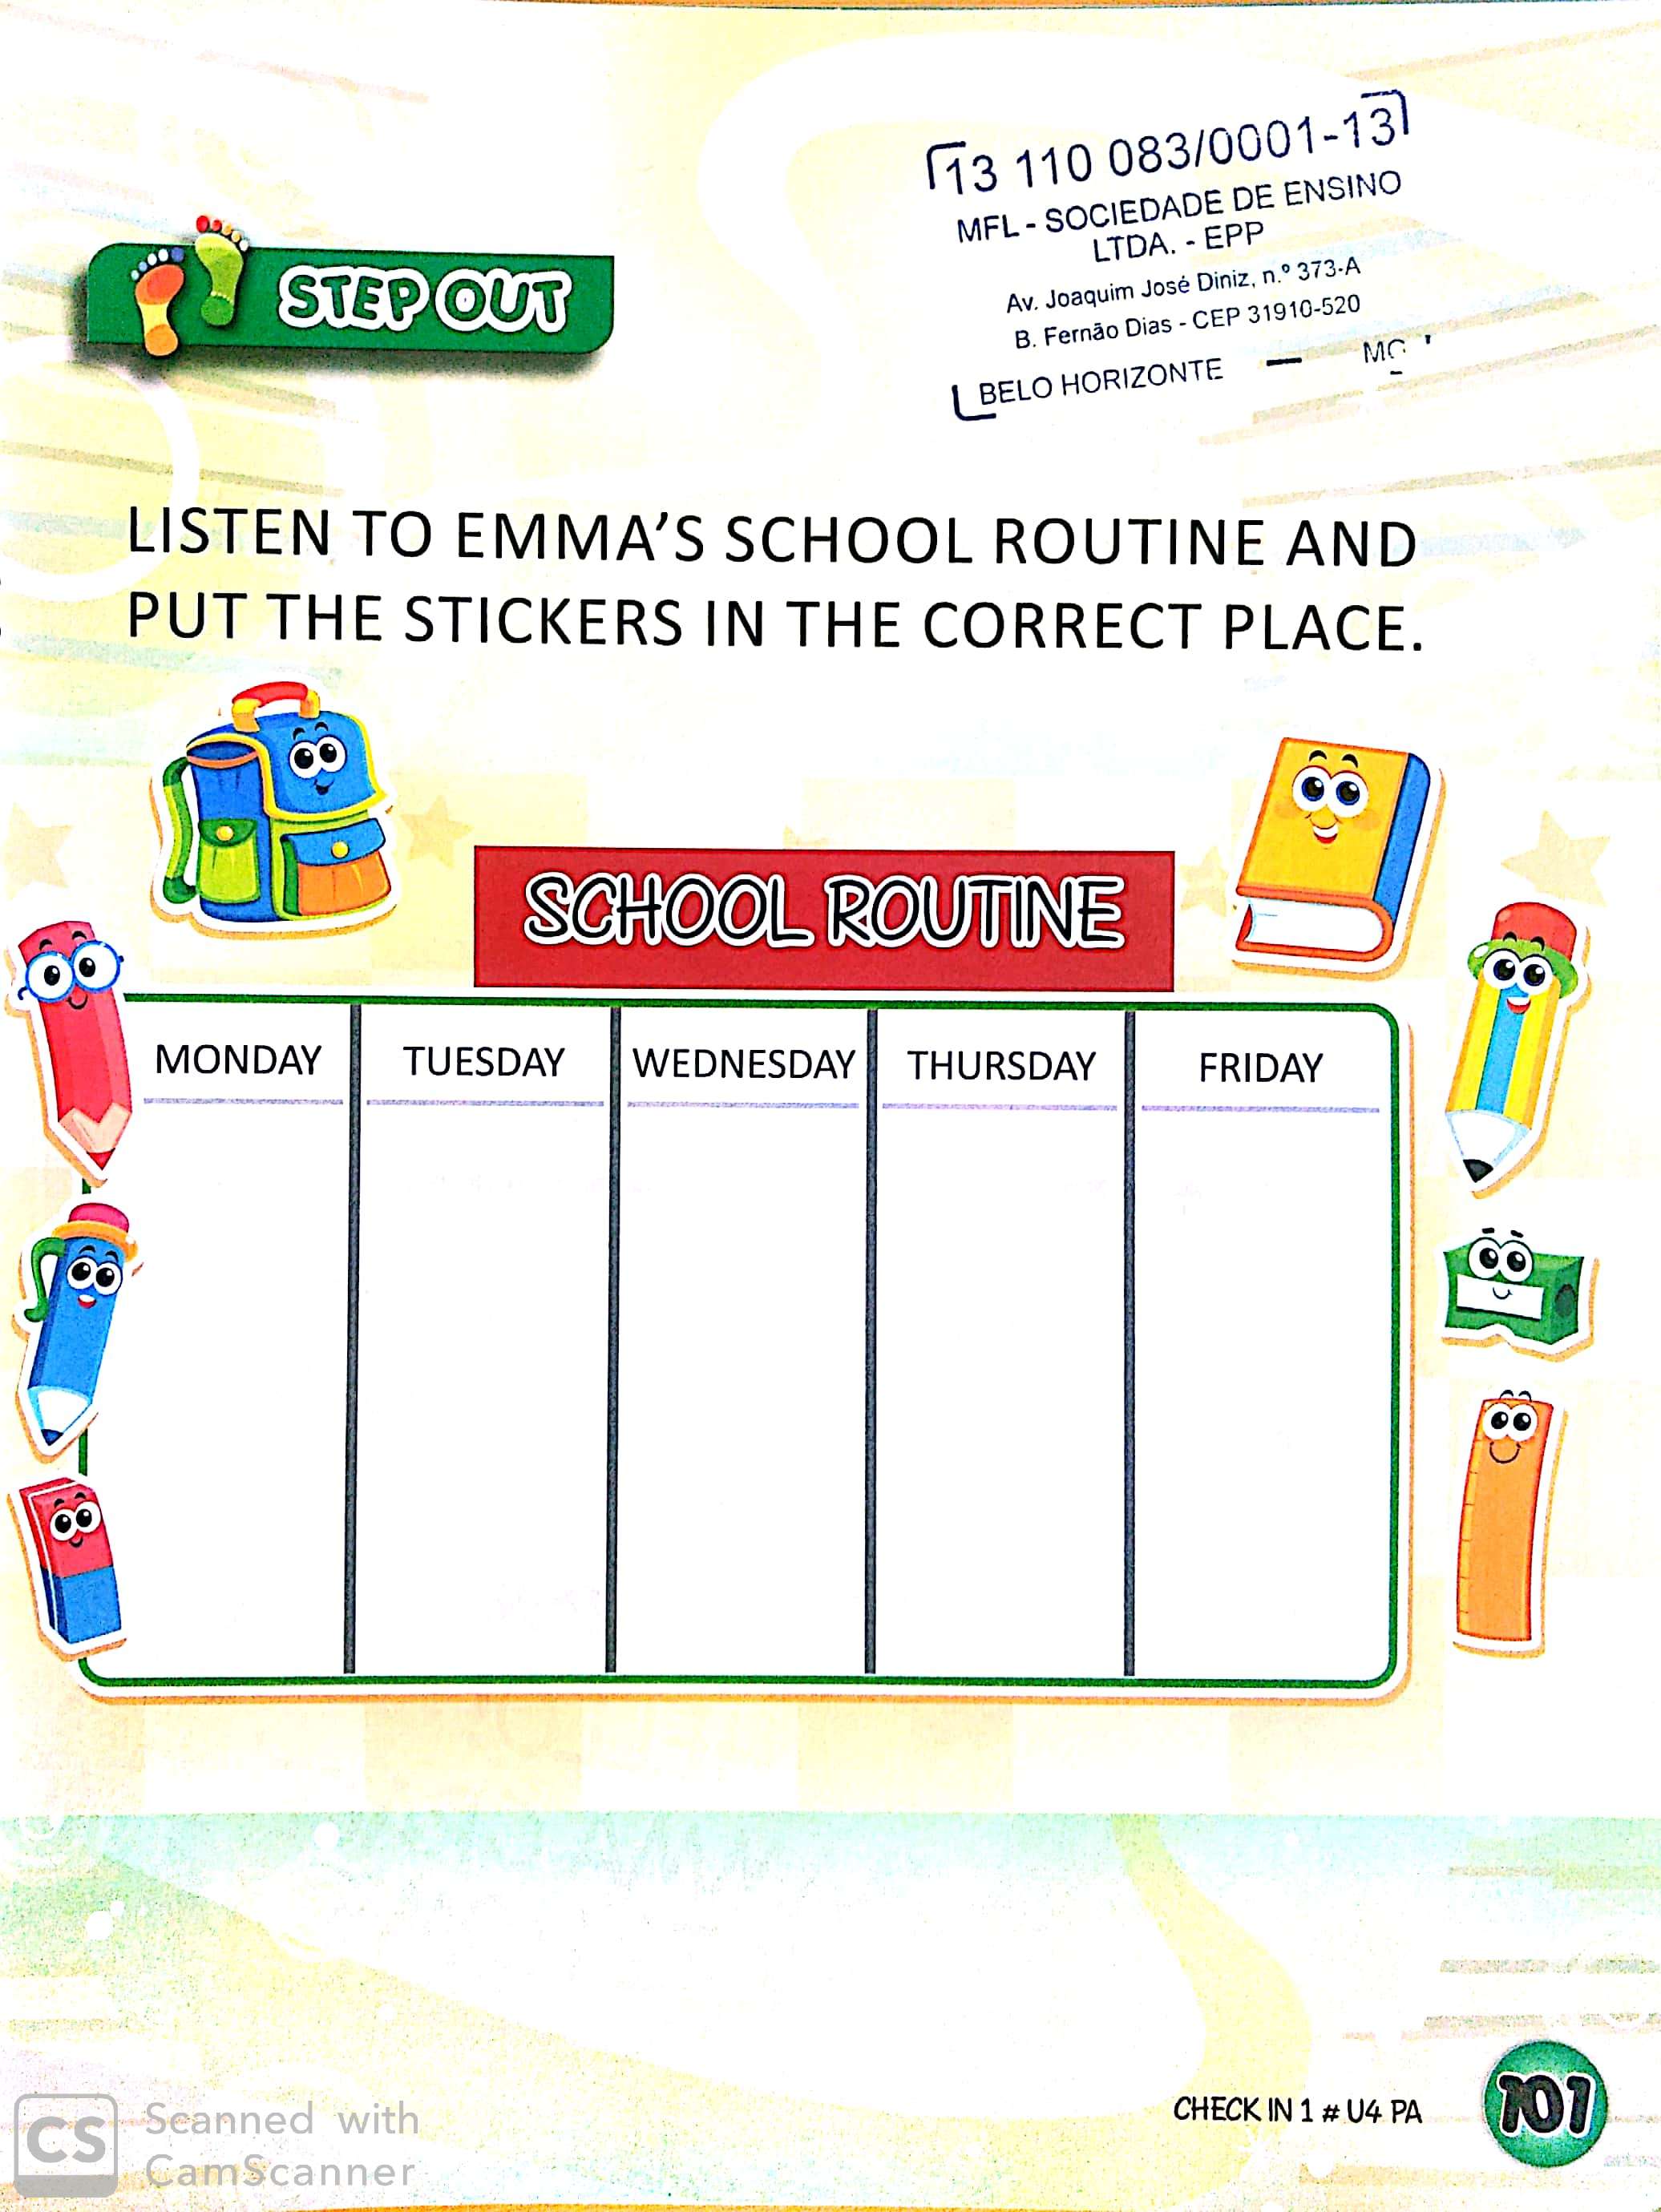 13 110 083/0001-13
MFL - SOCIEDADE DE ENSINO
LTDA. - EPP
Av. Joaquim José Diniz, n.º 373-A
B. Fernão Dias - CEP 31910-520
BELO HORIZONTE —
STEP OUT
LISTEN TO EMMA'S SCHOOL ROUTINE AND
PUT THE STICKERS IN THE CORRECT PLACE.
SCHOOL ROUTINE
MONDAY TUESDAY WEDNESDAY THURSDAY FRIDAY
CHECK IN 1 # U4 PA 101
CS Scanned with
CamScanner